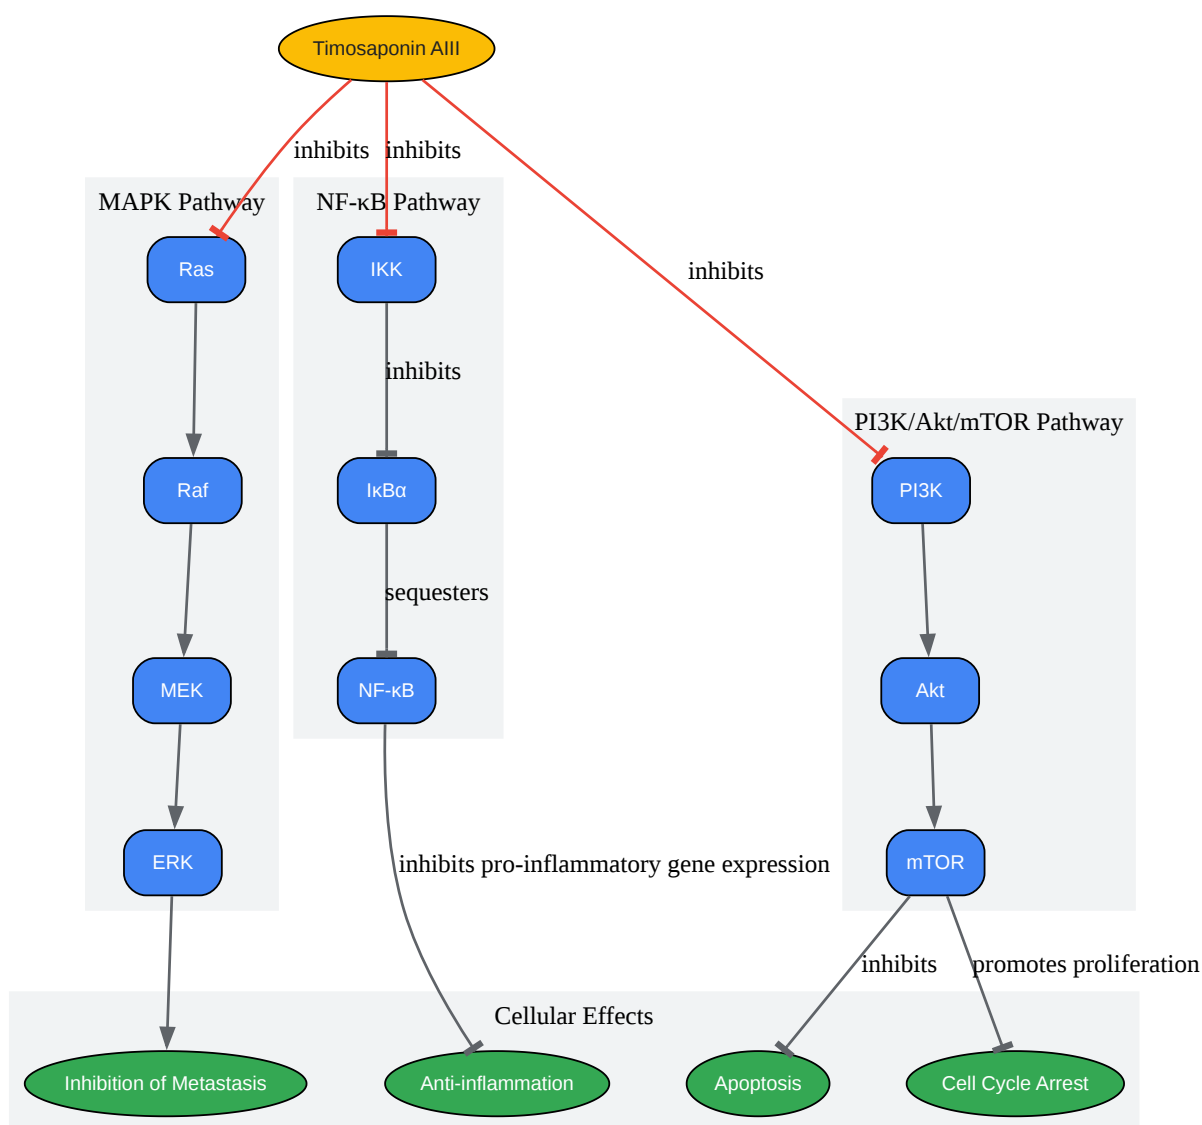 Timosaponin AIII
inhibits
inhibits
inhibits
MAPK Pathway
Ras
Raf
MEK
ERK
NF-κB Pathway
IKK
inhibits
IκBα
sequesters
NF-κB
PI3K/Akt/mTOR Pathway
PI3K
Akt
mTOR
inhibits pro-inflammatory gene expression
inhibits
promotes proliferation
Cellular Effects
Inhibition of Metastasis
Anti-inflammation
Apoptosis
Cell Cycle Arrest